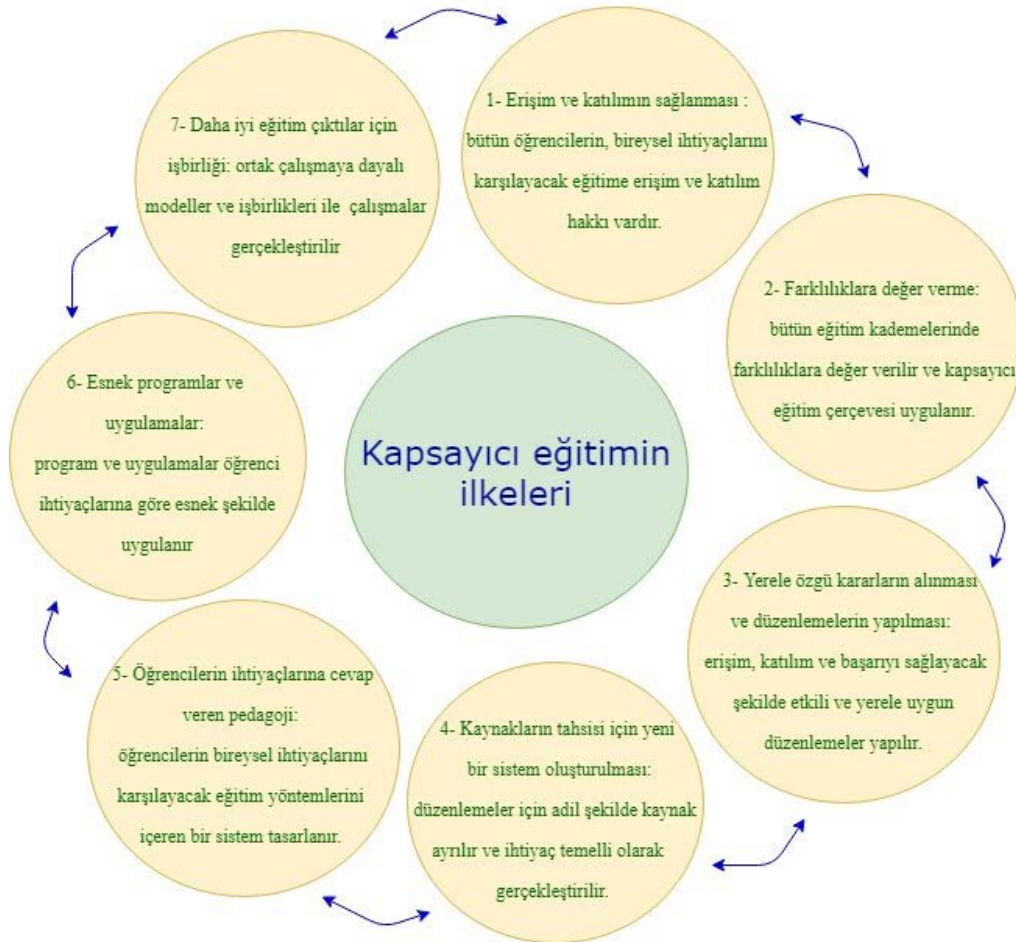 1- Erişim ve katılımın sağlanması :
bütün öğrencilerin, bireysel ihtiyaçlarını
karşılayacak eğitime erişim ve katılım
hakkı vardır.
2- Farklılıklara değer verme:
bütün eğitim kademelerinde
farklılıklara değer verilir ve kapsayıcı
eğitim çerçevesi uygulanır.
3- Yerele özgü kararların alınması
ve düzenlemelerin yapılması:
erişim, katılım ve başarıyı sağlayacak
şekilde etkili ve yerele uygun
düzenlemeler yapılır.
4- Kaynakların tahsisi için yeni
bir sistem oluşturulması:
düzenlemeler için adil şekilde kaynak
ayrılır ve ihtiyaç temelli olarak
gerçekleştirilir.
5- Öğrencilerin ihtiyaçlarına cevap
veren pedagoji:
öğrencilerin bireysel ihtiyaçlarını
karşılayacak eğitim yöntemlerini
içeren bir sistem tasarlanır.
6- Esnek programlar ve
uygulamalar:
program ve uygulamalar öğrenci
ihtiyaçlarına göre esnek şekilde
uygulanır
7- Daha iyi eğitim çıktılar için
işbirliği: ortak çalışmaya dayalı
modeller ve işbirlikleri ile çalışmalar
gerçekleştirilir
Kapsayıcı eğitimin
ilkeleri